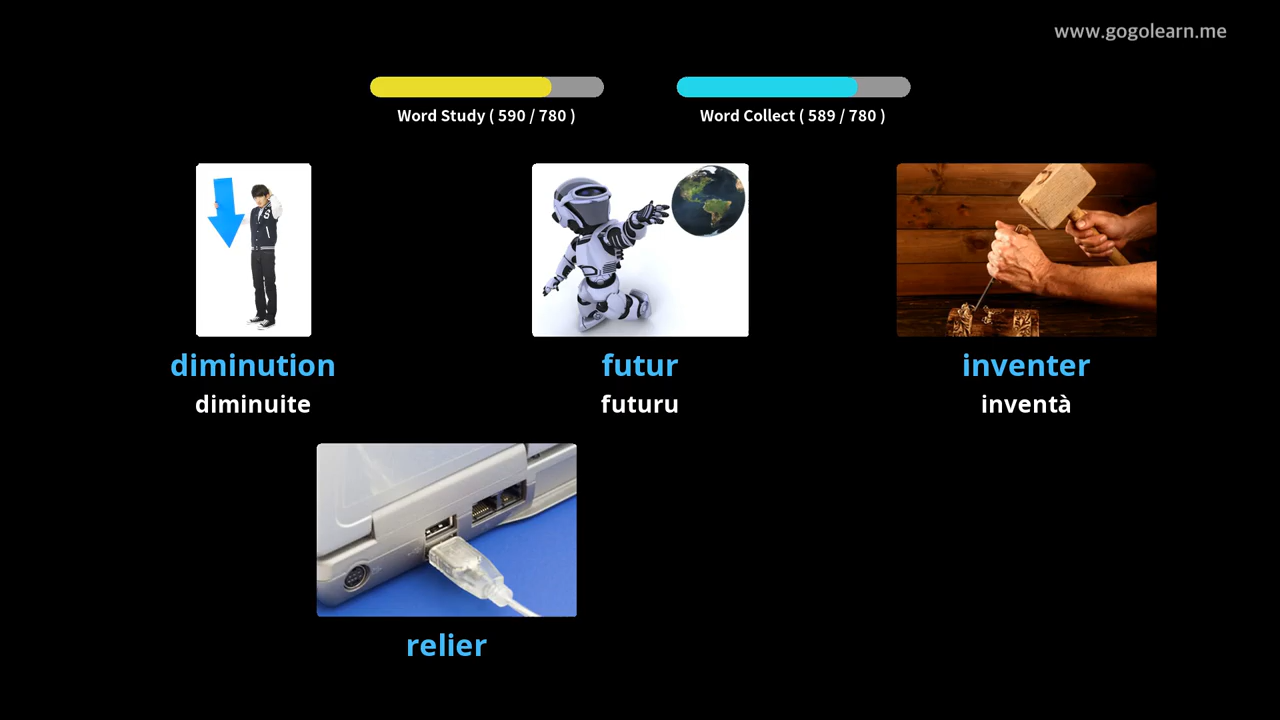 www.gogolearn.me
Word Study ( 590 / 780 )
Word Collect ( 589 / 780 )
diminution
diminuite
futur
futuru
inventer
inventà
relier